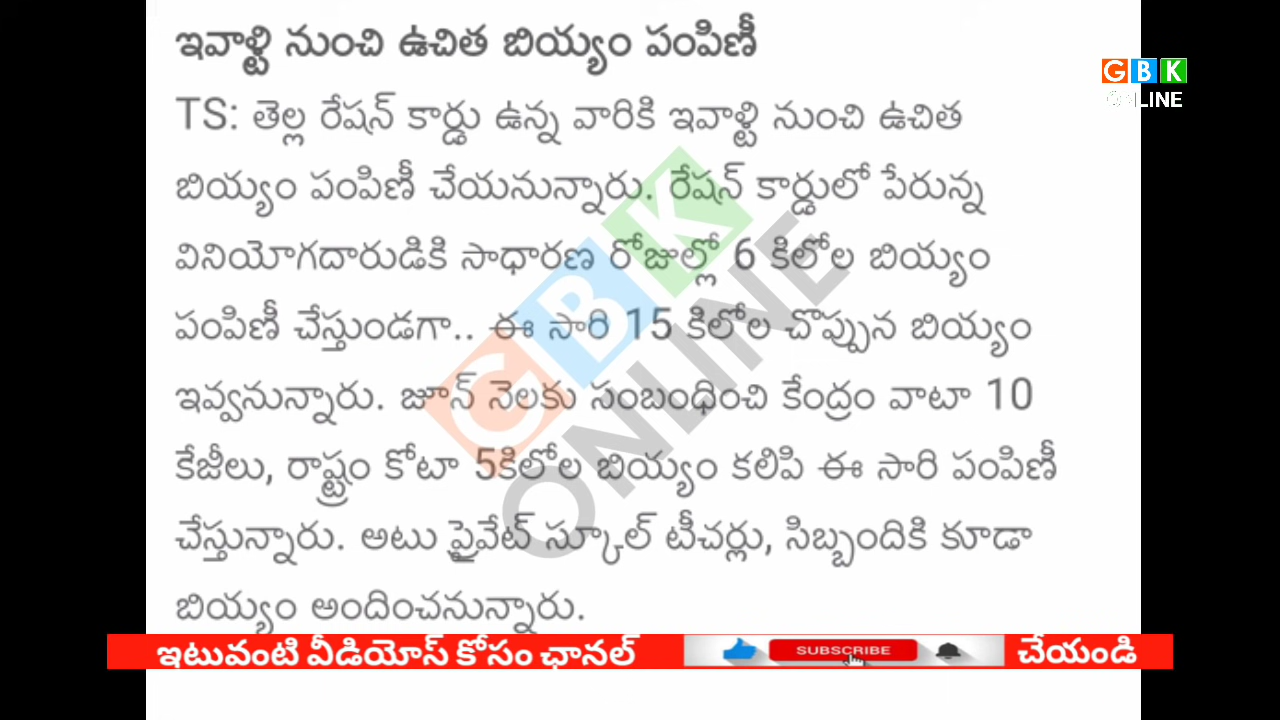 ఇవాళ్టి నుంచి ఉచిత బియ్యం పంపిణీ
GBK
ONLINE
TS: తెల్ల రేషన్ కార్డు ఉన్న వారికి ఇవాళ్టి నుంచి ఉచిత
బియ్యం పంపిణీ చేయనున్నారు. రేషన్ కార్డులో పేరున్న
వినియోగదారుడికి సాధారణ రోజుల్లో 6 కిలోల బియ్యం
పంపిణీ చేస్తుండగా.. ఈ సారి 15 కిలోల చొప్పున బియ్యం
ఇవ్వనున్నారు. జూన్ నెలకు సంబంధించి కేంద్రం వాటా 10
కేజీలు, రాష్ట్రం కోటా 5కిలోల బియ్యం కలిపి ఈ సారి పంపిణీ
చేస్తున్నారు. అటు ప్రైవేట్ స్కూల్ టీచర్లు, సిబ్బందికి కూడా
బియ్యం అందించనున్నారు.
GBK
ONLINE
ఇటువంటి వీడియోస్ కోసం ఛానల్ SUBSCRIBE చేయండి